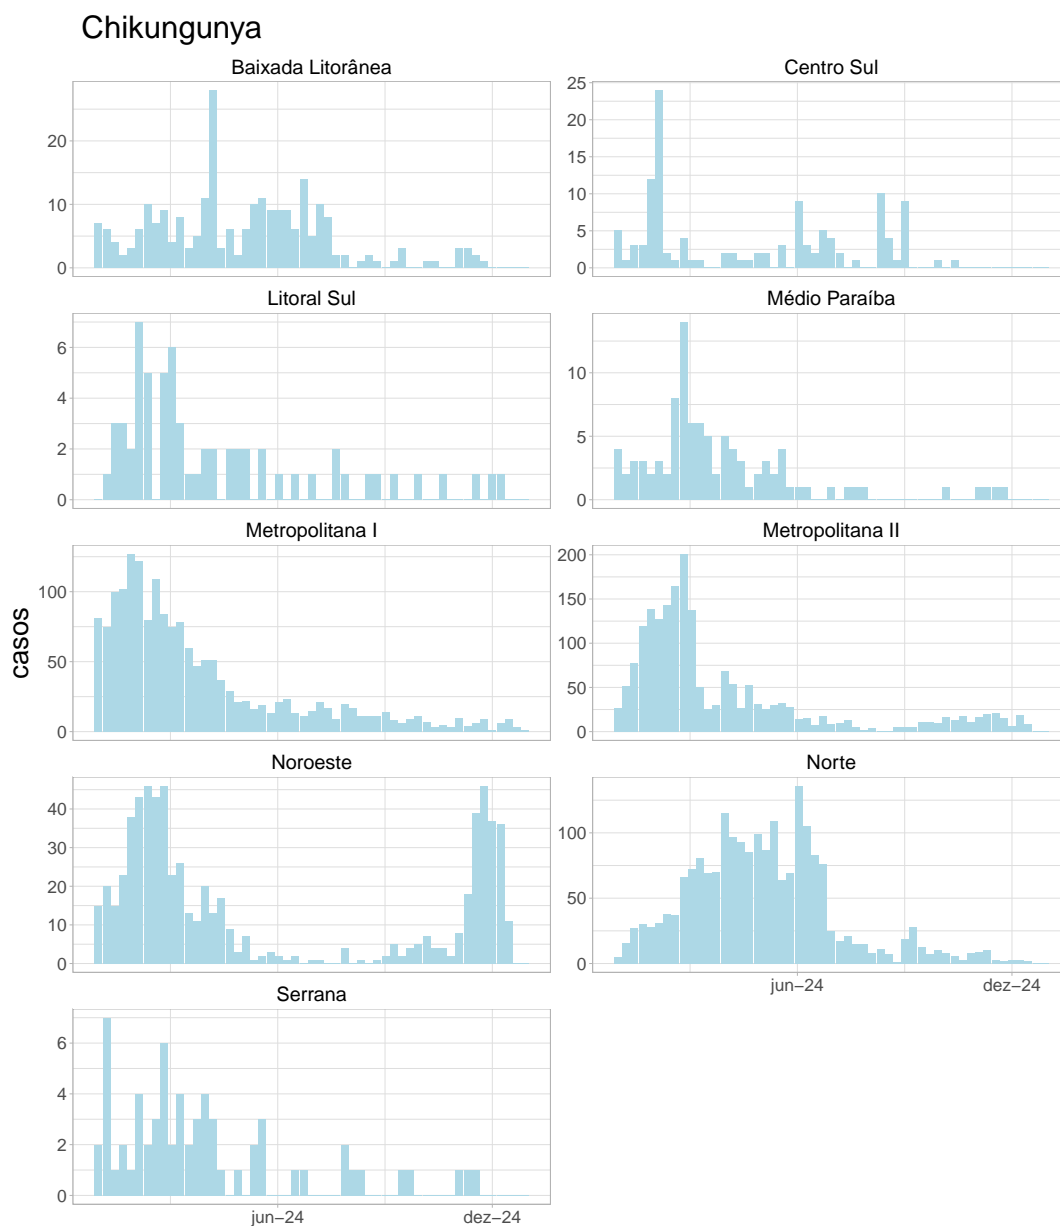 Chikungunya
Baixada Litorânea
Centro Sul
20
10
0
25
20
15
10
5
0
Litoral Sul
Médio Paraíba
6
4
2
0
10
5
0
Metropolitana I
Metropolitana II
casos
100
50
0
200
150
100
50
0
Noroeste
Norte
40
30
20
10
0
100
50
0
jun−24
dez−24
Serrana
6
4
2
0
jun−24
dez−24